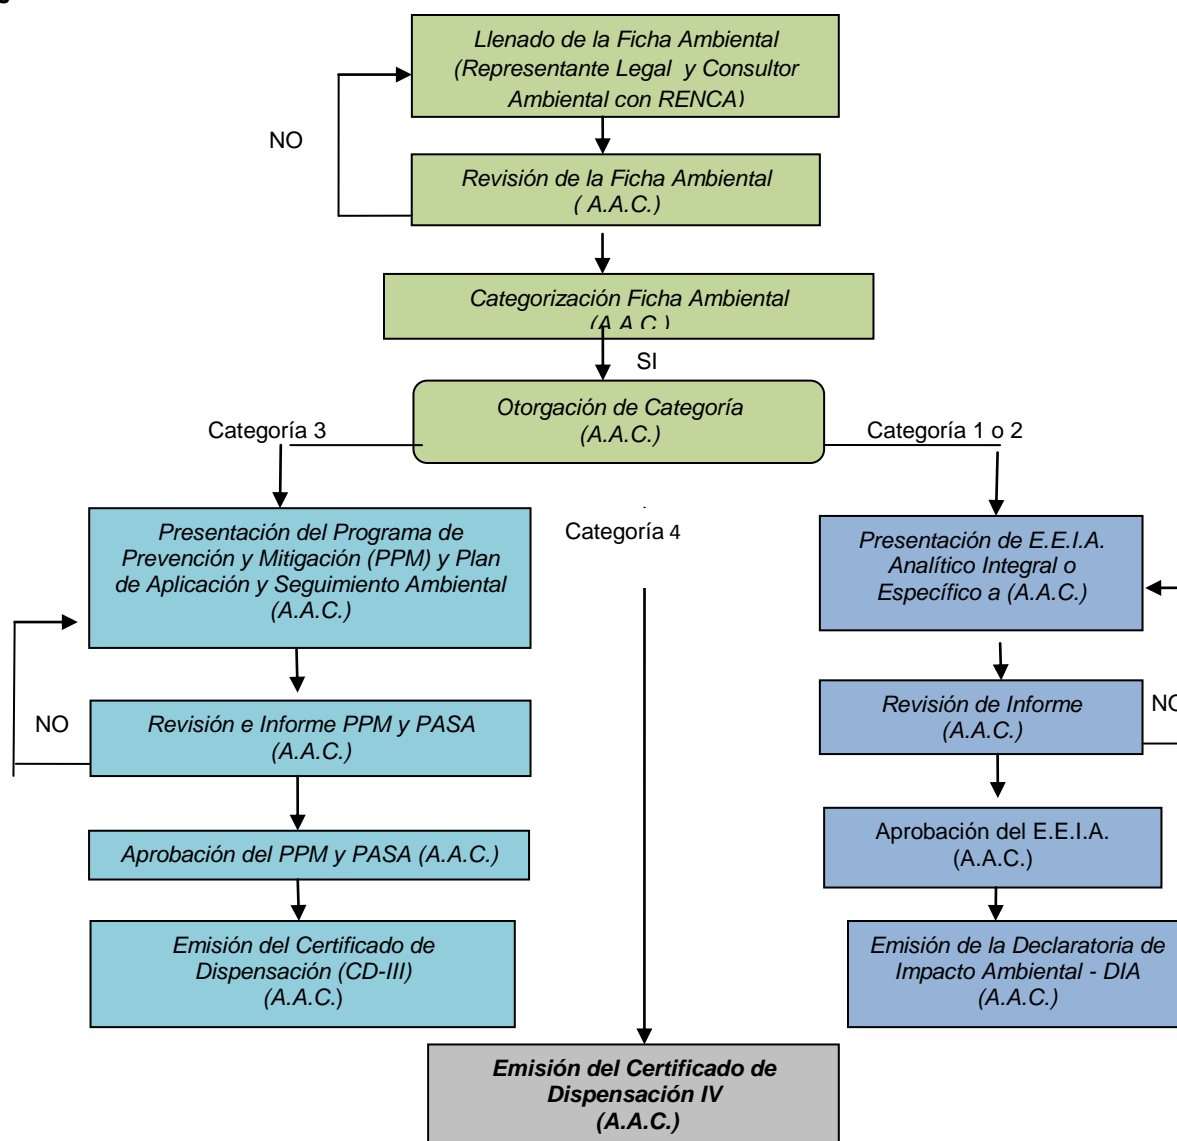 Llenado de la Ficha Ambiental
(Representante Legal y Consultor
Ambiental con RENCA)
NO
Revisión de la Ficha Ambiental
( A.A.C.)
Categorización Ficha Ambiental
(A.A.C.)
SI
Otorgación de Categoría
(A.A.C.)
Categoría 3
Categoría 1 o 2
Categoría 4
Presentación del Programa de
Prevención y Mitigación (PPM) y Plan
de Aplicación y Seguimiento Ambiental
(A.A.C.)
Presentación de E.E.I.A.
Analítico Integral o
Específico a (A.A.C.)
NO
Revisión e Informe PPM y PASA
(A.A.C.)
Revisión de Informe
(A.A.C.)
NO
Aprobación del PPM y PASA (A.A.C.)
Aprobación del E.E.I.A.
(A.A.C.)
Emisión del Certificado de
Dispensación (CD-III)
(A.A.C.)
Emisión de la Declaratoria de
Impacto Ambiental - DIA
(A.A.C.)
Emisión del Certificado de
Dispensación IV
(A.A.C.)